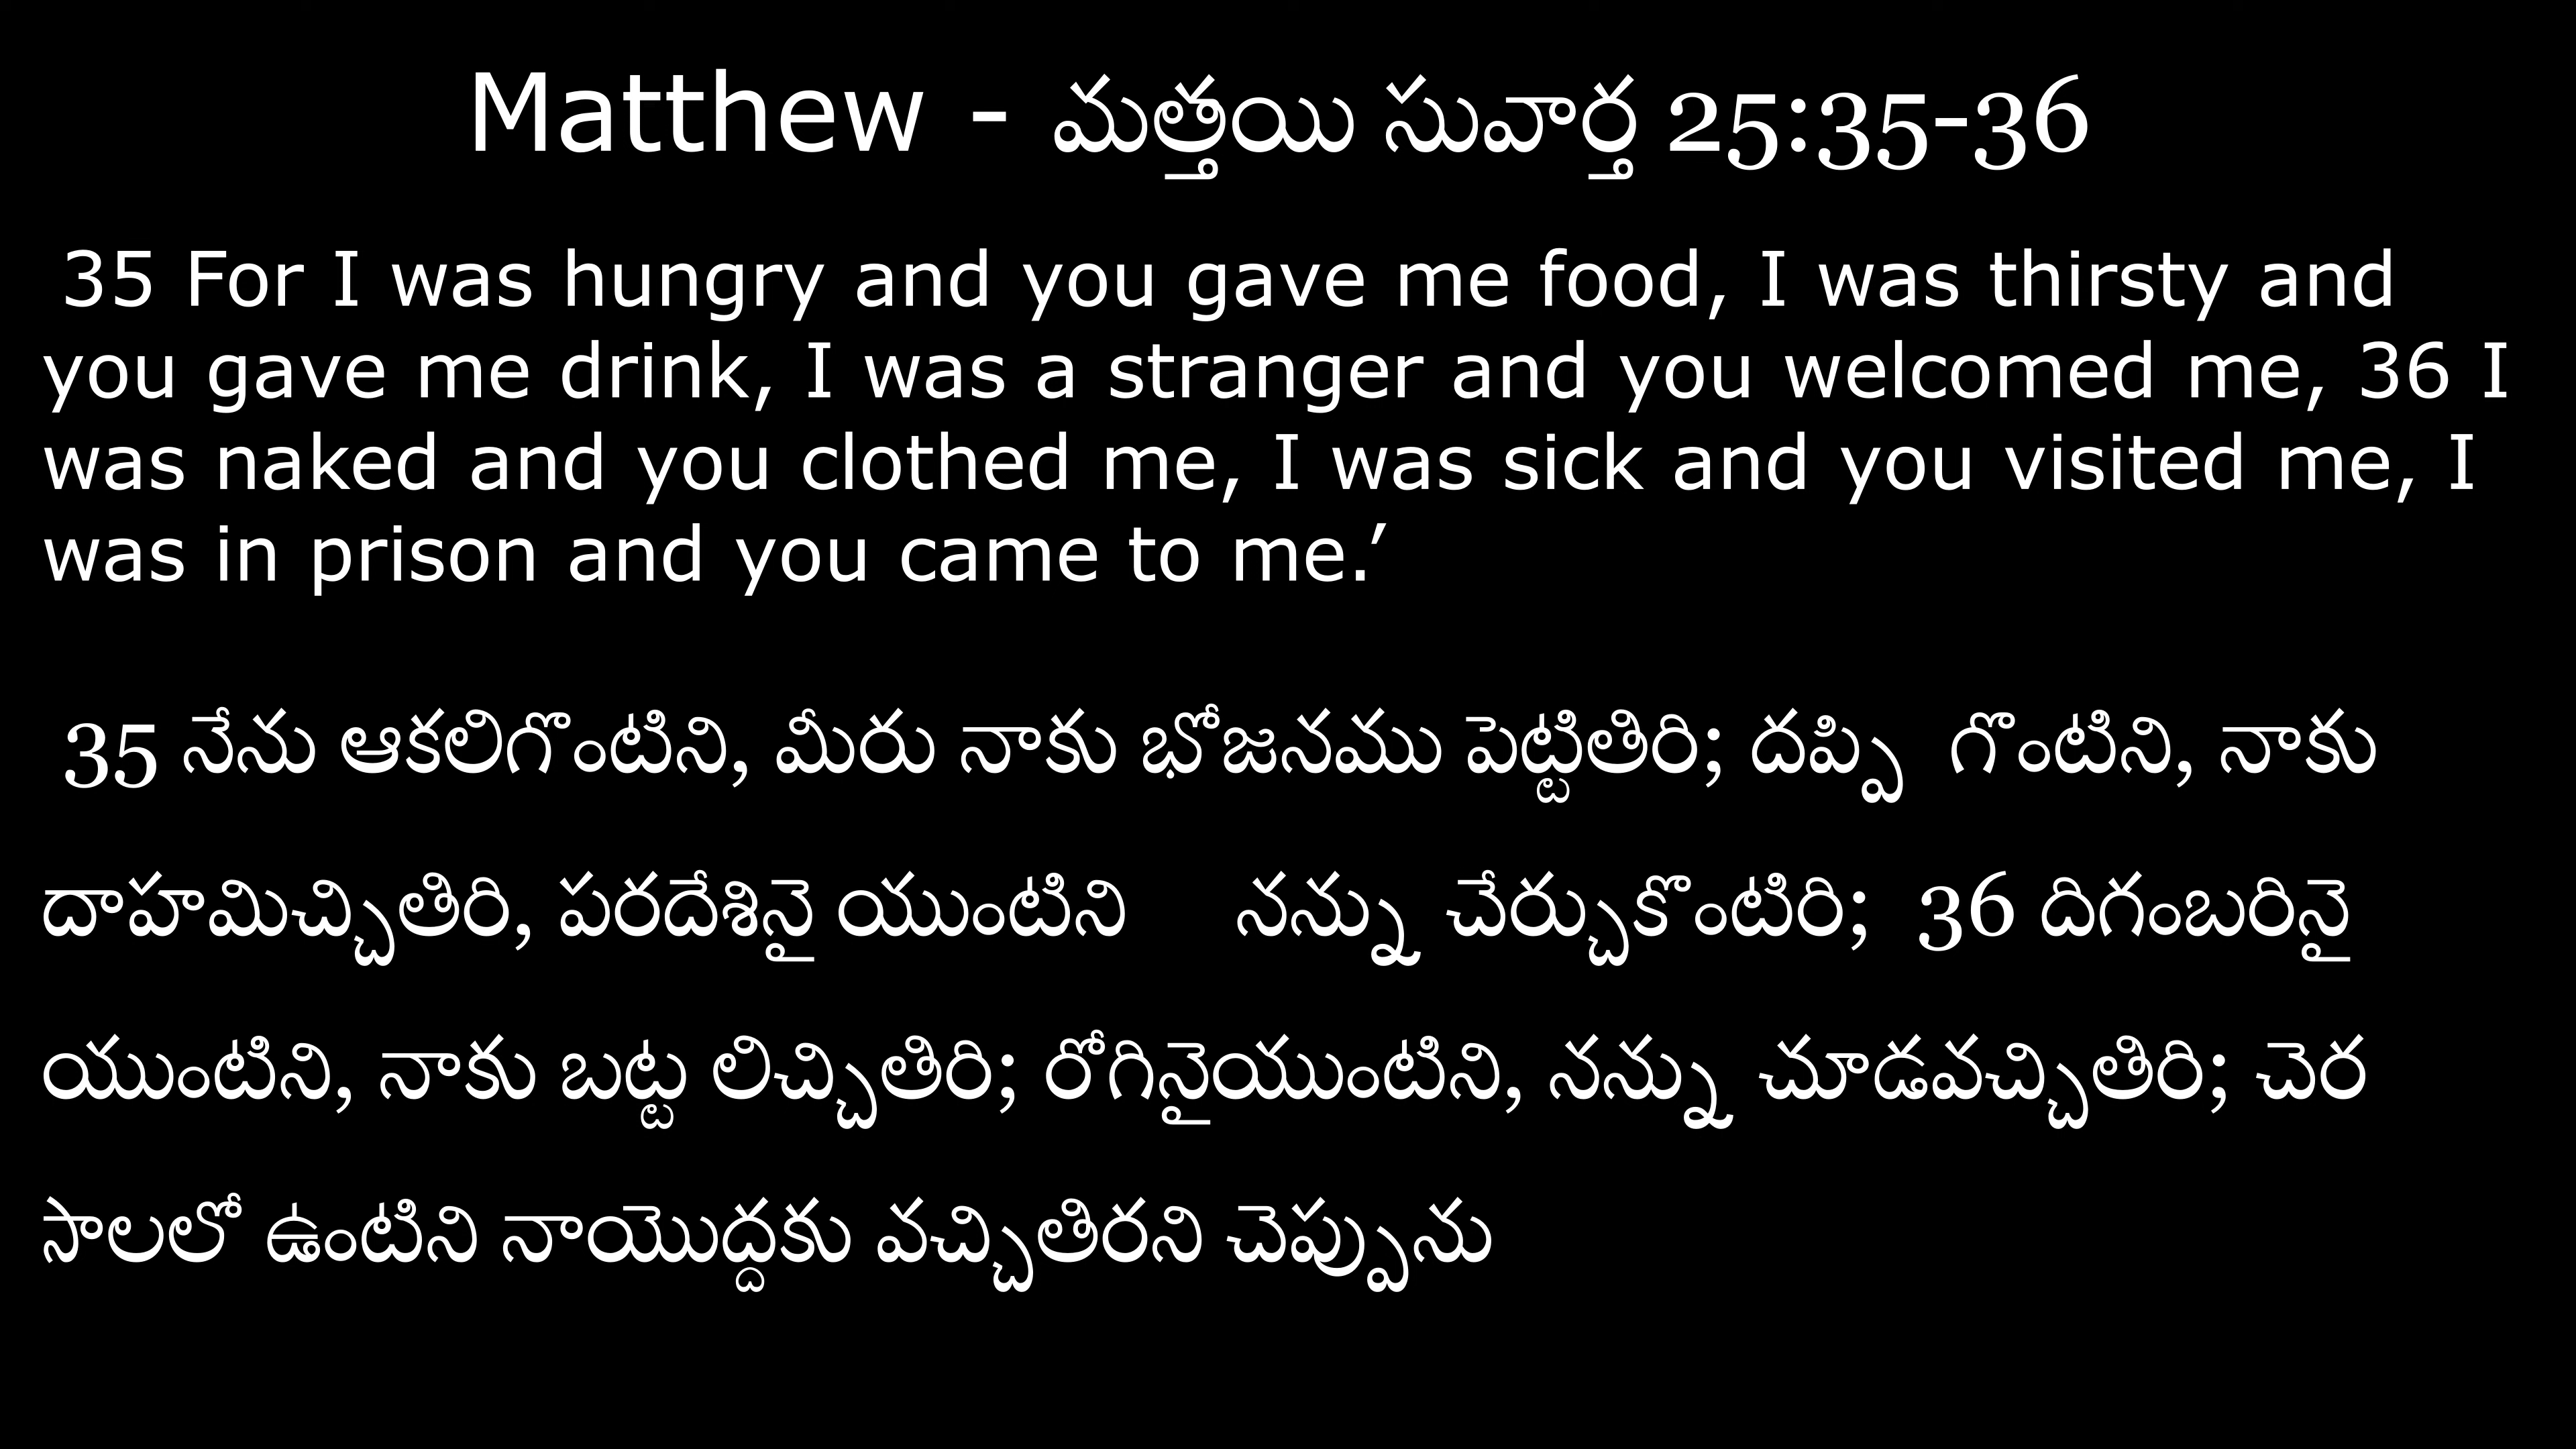 Matthew - మత్తయి సువార్త 25:35-36
35 For I was hungry and you gave me food, I was thirsty and
you gave me drink, I was a stranger and you welcomed me, 36 I
was naked and you clothed me, I was sick and you visited me, I
was in prison and you came to me.’
35 నేను ఆకలిగొంటిని, మీరు నాకు భోజనము పెట్టితిరి; దప్పి గొంటిని, నాకు
దాహమిచ్చితిరి, పరదేశినై యుంటిని నన్ను చేర్చుకొంటిరి; 36 దిగంబరినై
యుంటిని, నాకు బట్ట లిచ్చితిరి; రోగినైయుంటిని, నన్ను చూడవచ్చితిరి; చెర
సాలలో ఉంటిని నాయొద్దకు వచ్చితిరని చెప్పును